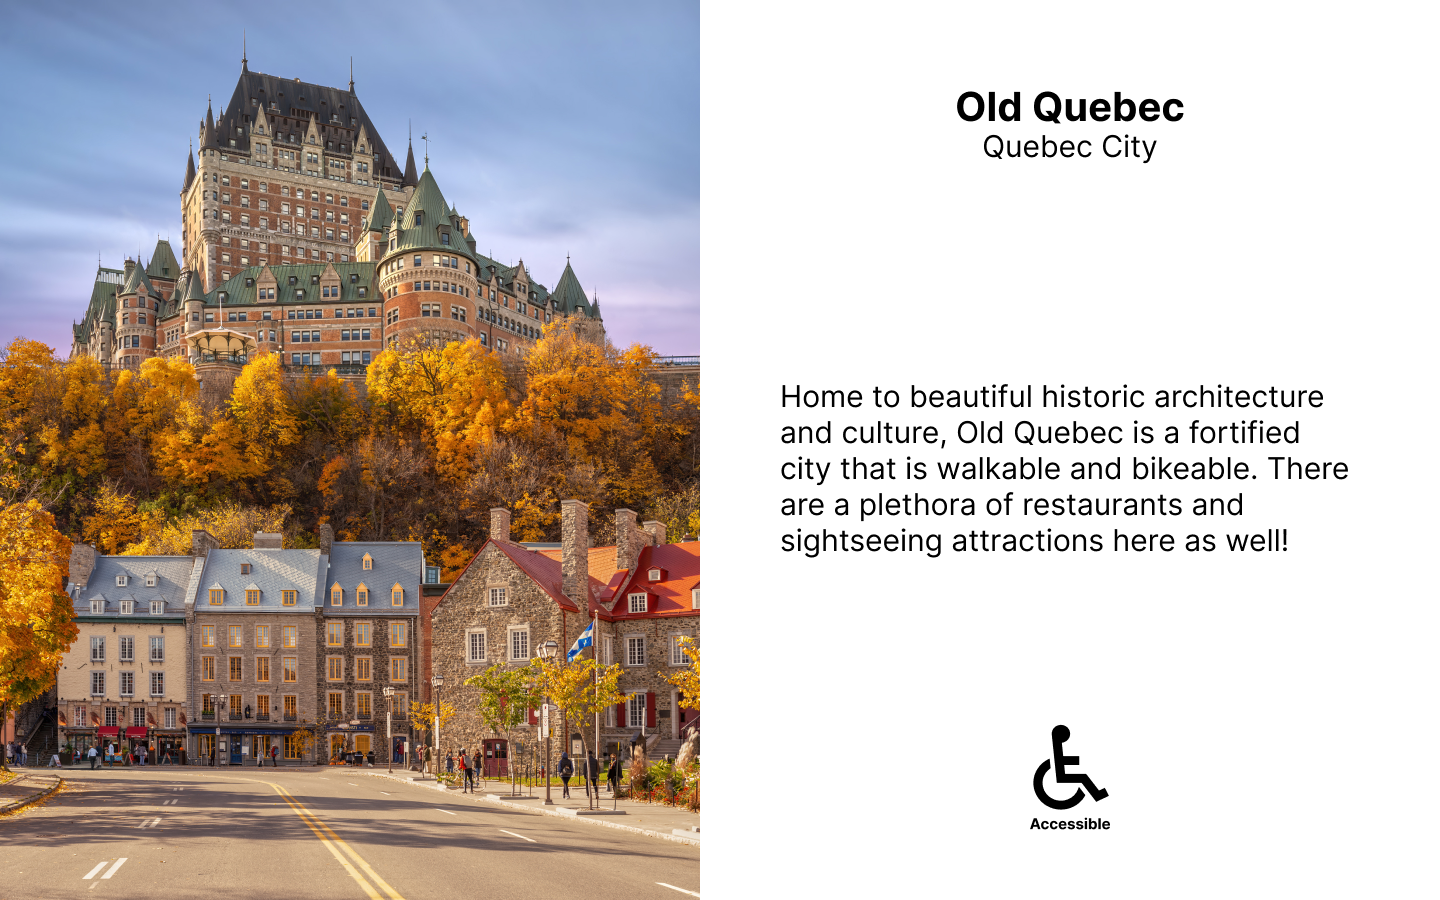 Old Quebec
Quebec City
Home to beautiful historic architecture
and culture, Old Quebec is a fortified
city that is walkable and bikeable. There
are a plethora of restaurants and
sightseeing attractions here as well!
Accessible